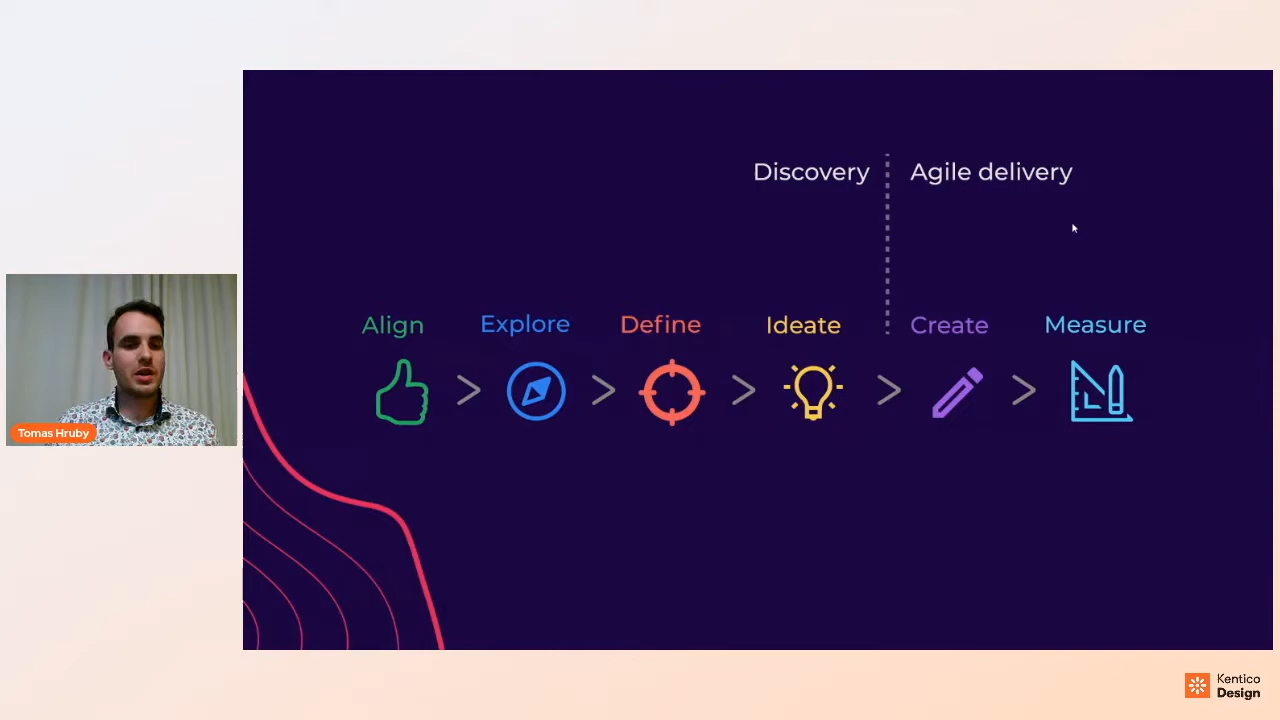 Discovery
Agile delivery
Align
Explore
Define
Ideate
Create
Measure
Tomas Hruby
Kentico
Design